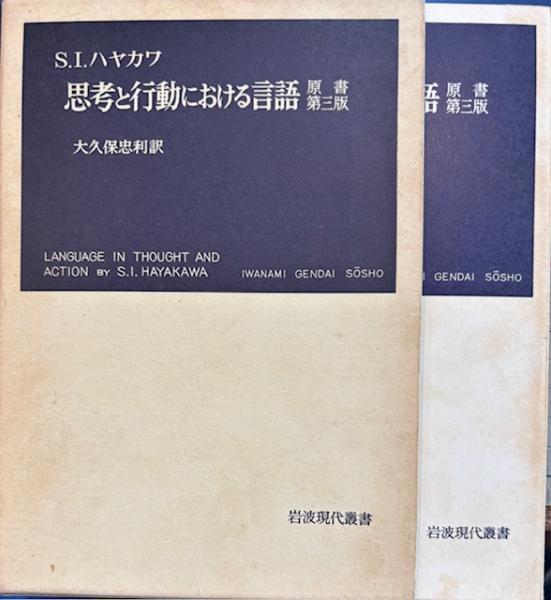 S.I.ハヤカワ
思考と行動における言語 原書第三版
大久保忠利訳
LANGUAGE IN THOUGHT AND
ACTION BY S.I. HAYAKAWA IWANAMI GENDAI SŌSHO
岩波現代叢書
語 原書第三版
GENDAI SŌSHO
岩波現代叢書